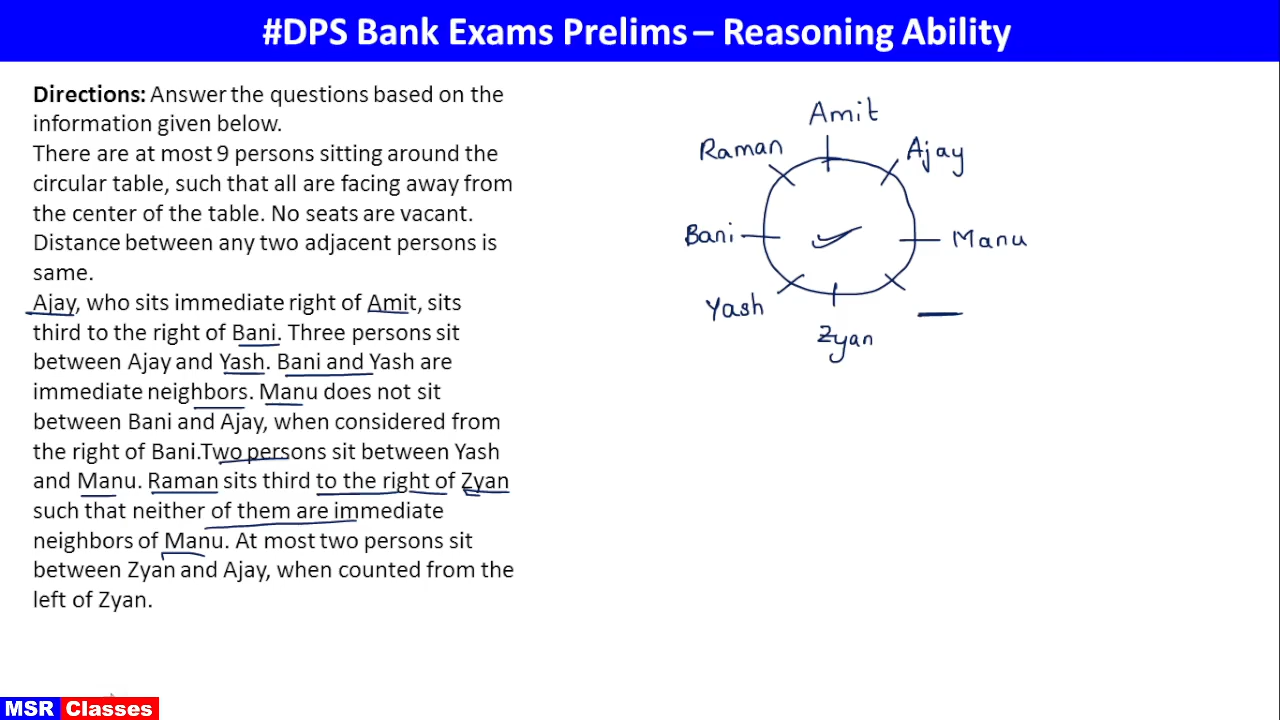 #DPS Bank Exams Prelims – Reasoning Ability
Directions: Answer the questions based on the
information given below.
There are at most 9 persons sitting around the
circular table, such that all are facing away from
the center of the table. No seats are vacant.
Distance between any two adjacent persons is
same.
Ajay, who sits immediate right of Amit, sits
third to the right of Bani. Three persons sit
between Ajay and Yash. Bani and Yash are
immediate neighbors. Manu does not sit
between Bani and Ajay, when considered from
the right of Bani.Two persons sit between Yash
and Manu. Raman sits third to the right of Zyan
such that neither of them are immediate
neighbors of Manu. At most two persons sit
between Zyan and Ajay, when counted from the
left of Zyan.
Amit
Raman
Ajay
Bani
Manu
Yash
Zyan
MSR Classes